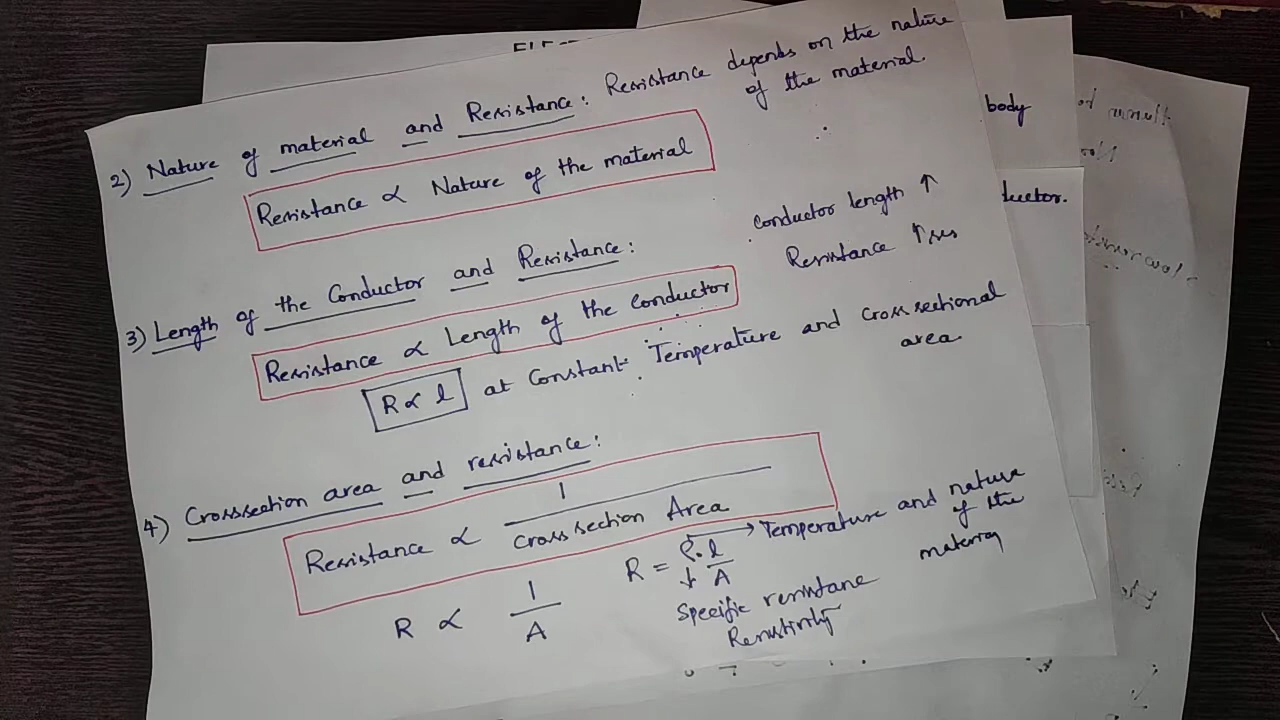 2) Nature of material and Resistance: Resistance depends on the nature
of the material.
Resistance ∝ Nature of the material
3) Length of the Conductor and Resistance:
Conductor length ↑
Resistance ↑ses
Resistance ∝ Length of the Conductor
R ∝ l at Constant Temperature and Cross sectional
area
4) Crosssection area and resistance:
Resistance ∝ 1
Cross section Area
R ∝ 1
A
R = ρ.l
A
→ Temperature and nature
of the
Specific resistane
Resistivity
body
ductor.